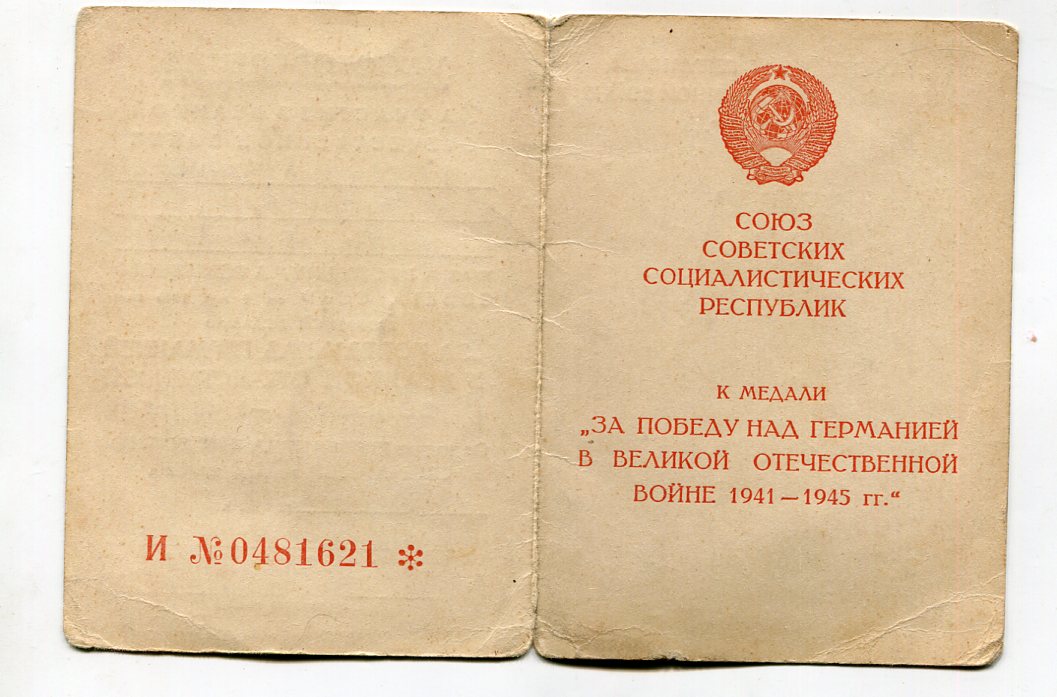 И №0481621 *
СОЮЗ
СОВЕТСКИХ
СОЦИАЛИСТИЧЕСКИХ
РЕСПУБЛИК
К МЕДАЛИ
„ЗА ПОБЕДУ НАД ГЕРМАНИЕЙ
В ВЕЛИКОЙ ОТЕЧЕСТВЕННОЙ
ВОЙНЕ 1941—1945 гг.“